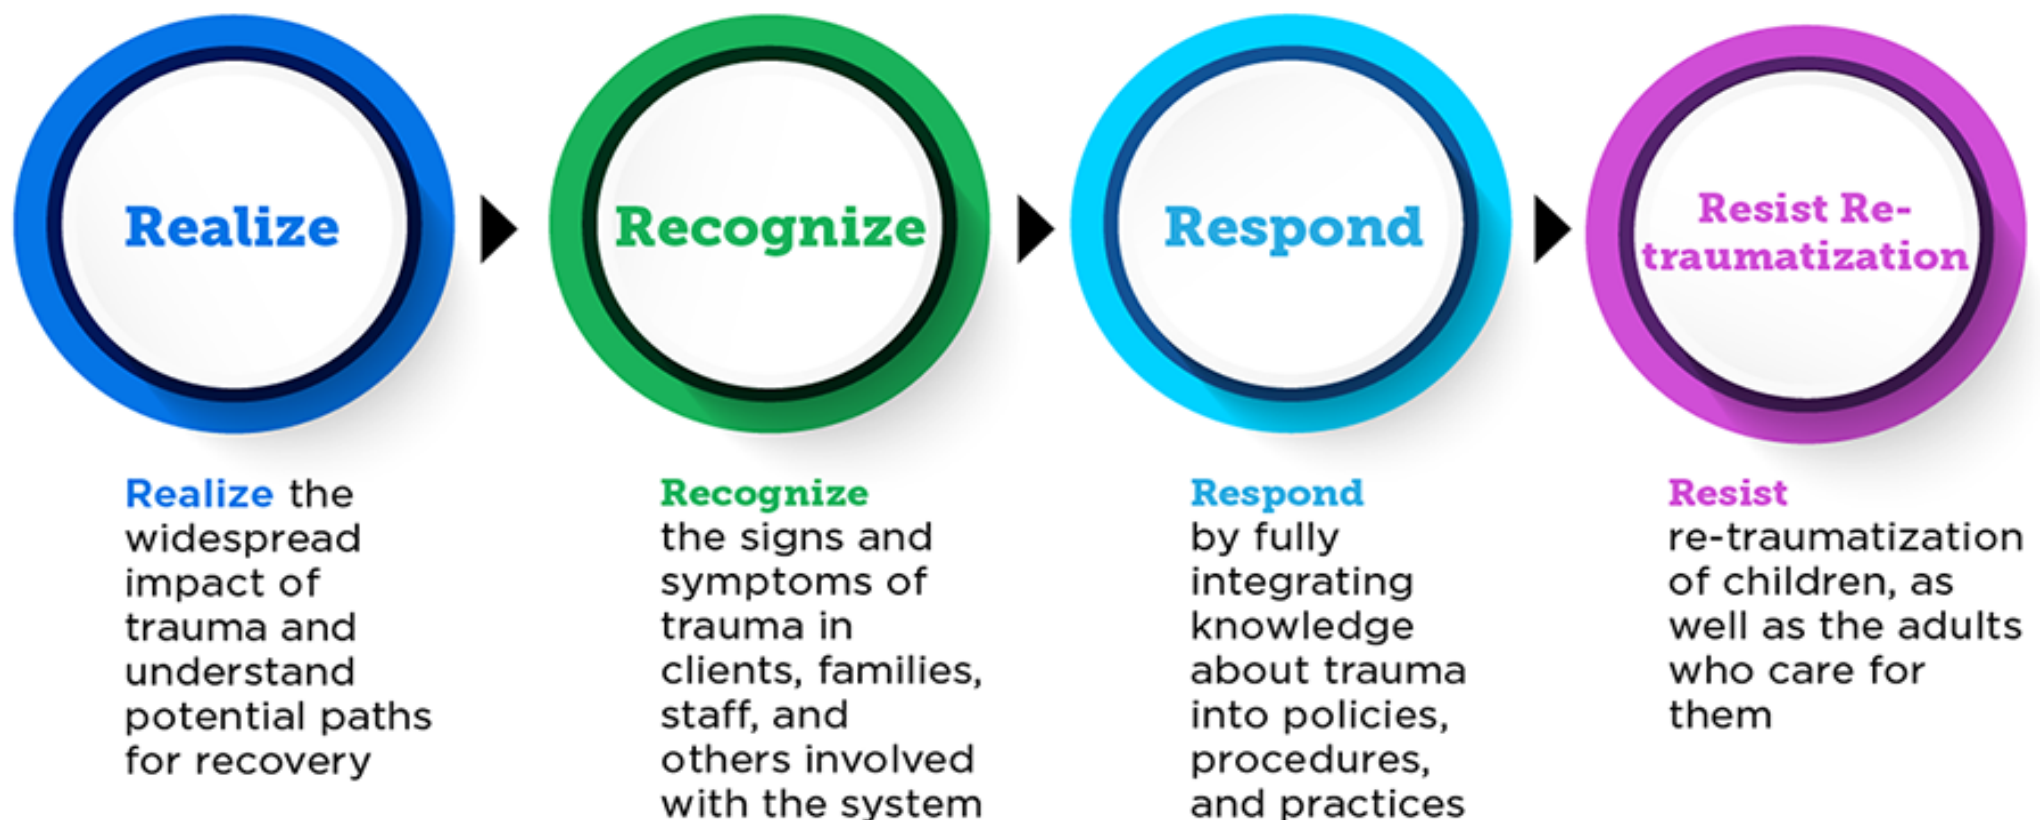 Realize
Recognize
Respond
Resist Re-
traumatization
Realize the
widespread
impact of
trauma and
understand
potential paths
for recovery
Recognize
the signs and
symptoms of
trauma in
clients, families,
staff, and
others involved
with the system
Respond
by fully
integrating
knowledge
about trauma
into policies,
procedures,
and practices
Resist
re-traumatization
of children, as
well as the adults
who care for
them